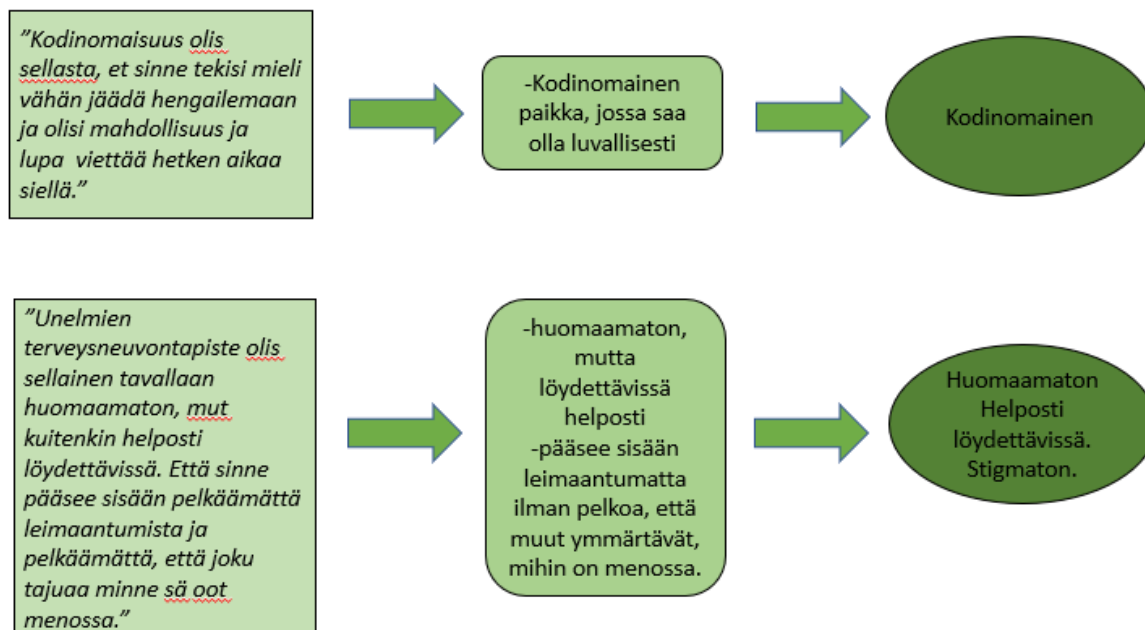 ”Kodinomaisuus olis
sellasta, et sinne tekisi mieli
vähän jäädä hengailemaan
ja olisi mahdollisuus ja
lupa viettää hetken aikaa
siellä.”
-Kodinomainen
paikka, jossa saa
olla luvallisesti
Kodinomainen
”Unelmien
terveysneuvontapiste olis
sellainen tavallaan
huomaamaton, mut
kuitenkin helposti
löydettävissä. Että sinne
pääsee sisään pelkäämättä
leimaantumista ja
pelkäämättä, että joku
tajuaa minne sä oot
menossa.”
-huomaamaton,
mutta
löydettävissä
helposti
-pääsee sisään
leimaantumatta
ilman pelkoa, että
muut ymmärtävät,
mihin on menossa.
Huomaamaton
Helposti
löydettävissä.
Stigmaton.